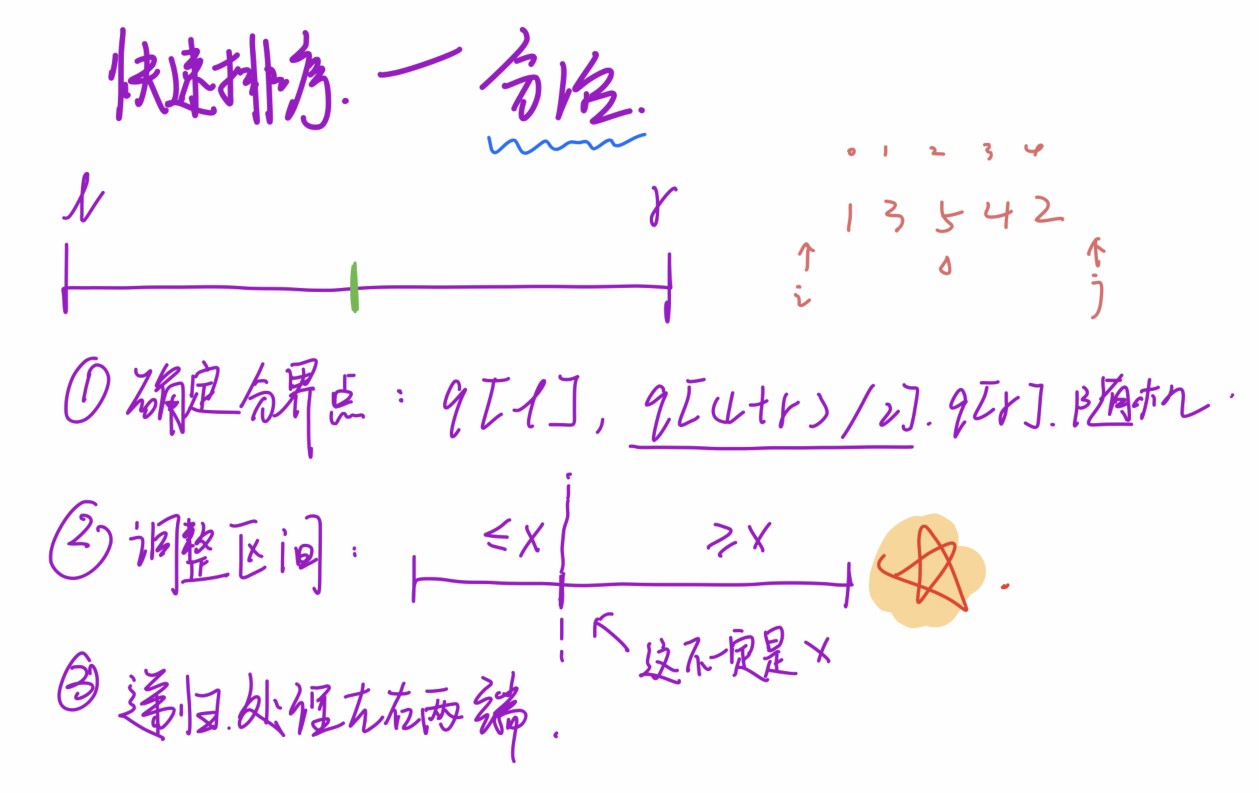 快速排序. — 分治.
0 1 2 3 4
1 3 5 4 2
i j
l r
① 确定分界点: q[l], q[(l+r)/2]. q[r]. 随机.
② 调整区间: ≤x ≥x
这不一定是x
③ 递归.处理左右两端.